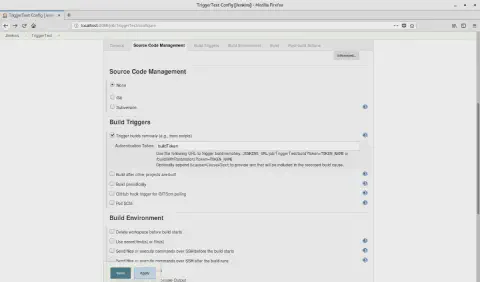 TriggerTest Config [Jenkins] - Mozilla Firefox
TriggerTest Config [Jenkins]
Jenkins
TriggerTest
General
Source Code Management
Build Triggers
Build Environment
Build
Post-build Actions
Advanced...
Source Code Management
None
Git
Subversion
Build Triggers
Trigger builds remotely (e.g., from scripts)
Authentication Token
buildToken
Use the following URL to trigger build remotely: JENKINS_URL/job/TriggerTest/build?token=TOKEN_NAME or
/buildWithParameters?token=TOKEN_NAME
Optionally append &cause=Cause+Text to provide text that will be included in the recorded build cause.
Build after other projects are built
Build periodically
GitHub hook trigger for GITScm polling
Poll SCM
Build Environment
Delete workspace before build starts
Use secret text(s) or file(s)
Send files or execute commands over SSH before the build starts
Send files or execute commands over SSH after the build runs
Save
Apply
Console Output